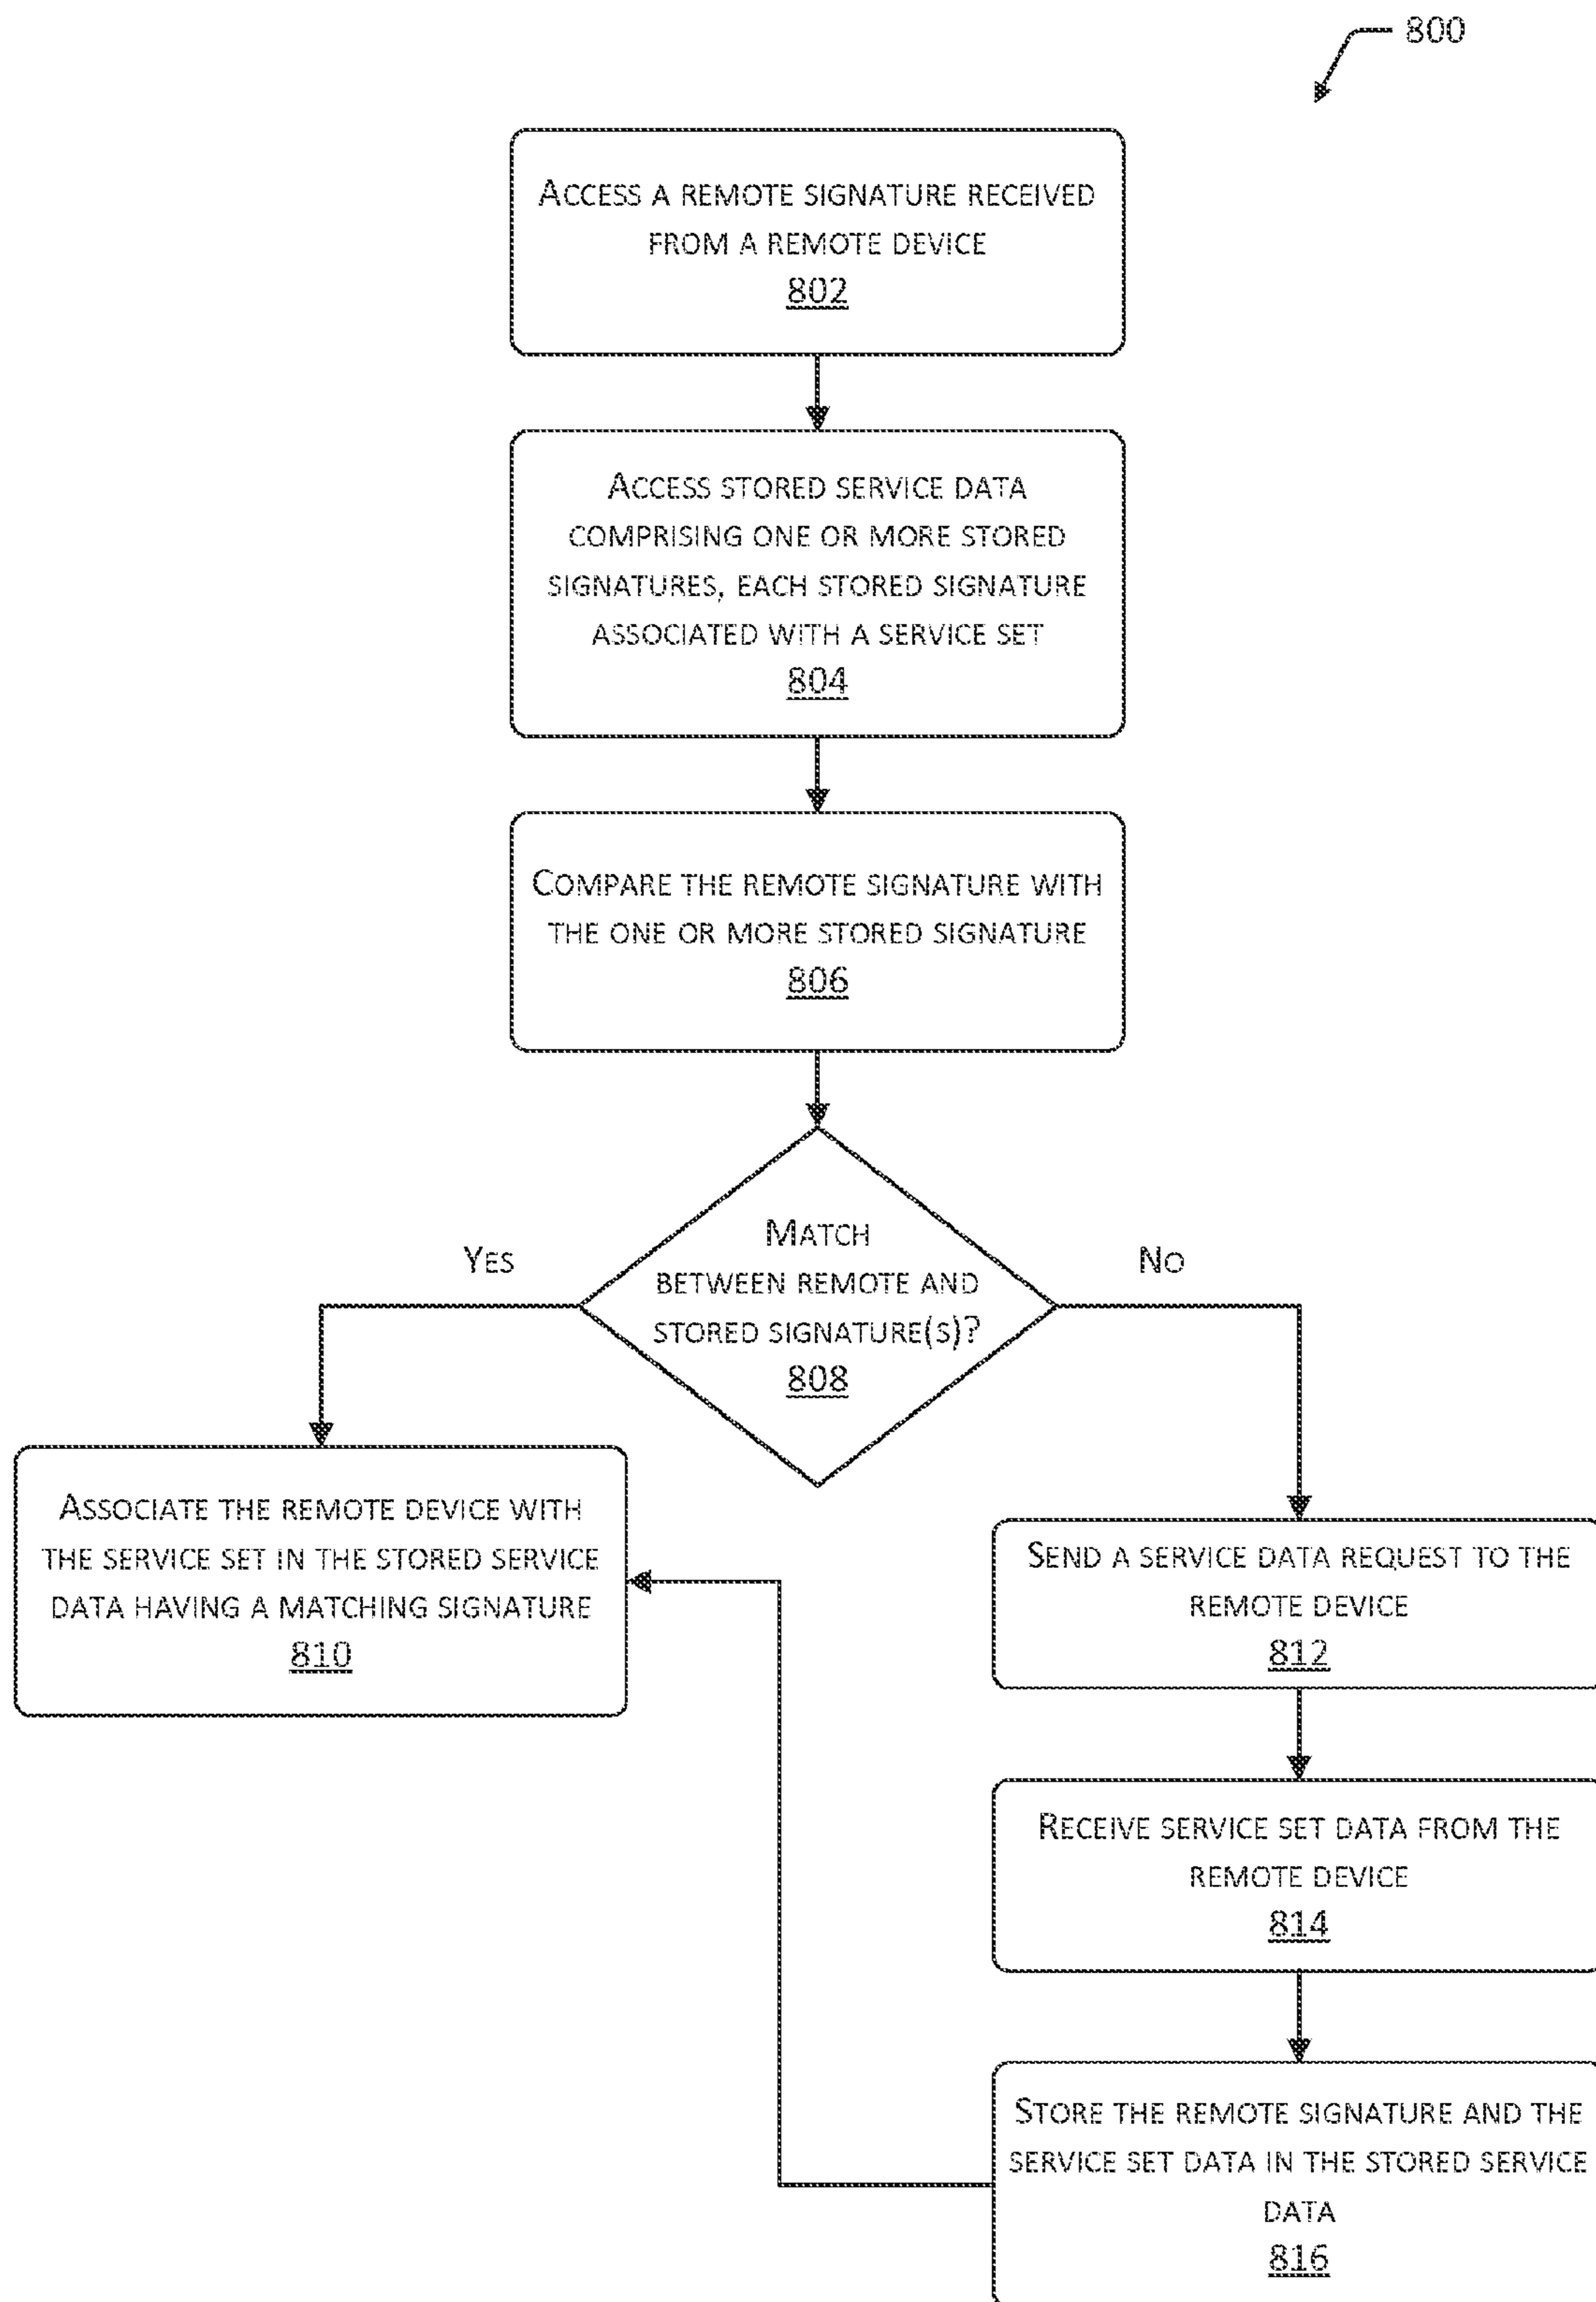 800
ACCESS A REMOTE SIGNATURE RECEIVED
FROM A REMOTE DEVICE
802
ACCESS STORED SERVICE DATA
COMPRISING ONE OR MORE STORED
SIGNATURES, EACH STORED SIGNATURE
ASSOCIATED WITH A SERVICE SET
804
COMPARE THE REMOTE SIGNATURE WITH
THE ONE OR MORE STORED SIGNATURE
806
MATCH
BETWEEN REMOTE AND
STORED SIGNATURE(S)?
808
YES
NO
ASSOCIATE THE REMOTE DEVICE WITH
THE SERVICE SET IN THE STORED SERVICE
DATA HAVING A MATCHING SIGNATURE
810
SEND A SERVICE DATA REQUEST TO THE
REMOTE DEVICE
812
RECEIVE SERVICE SET DATA FROM THE
REMOTE DEVICE
814
STORE THE REMOTE SIGNATURE AND THE
SERVICE SET DATA IN THE STORED SERVICE
DATA
816